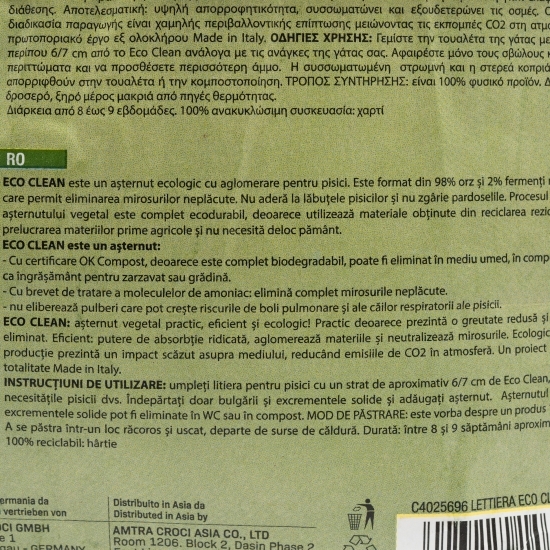 διάθεσης. Αποτελεσματική: υψηλή απορροφητικότητα, συσσωματώνει και εξουδετερώνει τις οσμές.
διαδικασία παραγωγής είναι χαμηλής περιβαλλοντικής επίπτωσης μειώνοντας τις εκπομπές CO2 στη
πρωτοποριακό έργο εξ ολοκλήρου Made in Italy. ΟΔΗΓΙΕΣ ΧΡΗΣΗΣ: Γεμίστε την τουαλέτα της γάτας
περίπου 6/7 cm από το Eco Clean ανάλογα με τις ανάγκες της γάτας σας. Αφαιρέστε μόνο τους σβώλους
περιττώματα και να προσθέσετε περισσότερη άμμο. Η συσσωματωμένη στρωμνή και η στερεά
απορριφθούν στην τουαλέτα ή την κομποστοποίηση. ΤΡΟΠΟΣ ΣΥΝΤΗΡΗΣΗΣ: είναι 100% φυσικό προϊόν.
δροσερό, ξηρό μέρος μακριά από πηγές θερμότητας.
Διάρκεια από 8 έως 9 εβδομάδες. 100% ανακυκλώσιμη συσκευασία: χαρτί
RO
ECO CLEAN este un așternut ecologic cu aglomerare pentru pisici. Este format din 98% orz și 2% fermenți
care permit eliminarea mirosurilor neplăcute. Nu aderă la lăbuțele pisicilor și nu zgârie pardoselile. Procesul
așternutului vegetal este complet ecodurabil, deoarece utilizează materiale obținute din reciclarea
prelucrarea materiilor prime agricole și nu necesită deloc pământ.
ECO CLEAN este un așternut:
- Cu certificare OK Compost, deoarece este complet biodegradabil, poate fi eliminat în mediu umed, în
ca îngrășământ pentru zarzavat sau grădină.
- Cu brevet de tratare a moleculelor de amoniac: elimină complet mirosurile neplăcute.
- nu eliberează pulberi care pot crește riscurile de boli pulmonare și ale căilor respiratorii ale pisicii.
ECO CLEAN: așternut vegetal practic, eficient și ecologic! Practic deoarece prezintă o greutate redusă și
eliminat. Eficient: putere de absorbție ridicată, aglomerează materiile și neutralizează mirosurile.
producție prezintă un impact scăzut asupra mediului, reducând emisiile de CO2 în atmosferă. Un proiect
totalitate Made in Italy.
INSTRUCȚIUNI DE UTILIZARE: umpleți litiera pentru pisici cu un strat de aproximativ 6/7 cm de Eco Clean,
necesitățile pisicii dvs. Îndepărtați doar bulgării și excrementele solide și adăugați așternut. Așternutul
excrementele solide pot fi eliminate în WC sau în compost. MOD DE PĂSTRARE: este vorba despre un produs
A se păstra într-un loc răcoros și uscat, departe de surse de căldură. Durată: între 8 și 9 săptămâni
100% reciclabil: hârtie
ermania da
verteben von
Distribuito in Asia da
Distributed in Asia by
C4025696 LETTIERA ECO
OCI GMBH
e 1
GERMANY
AMTRA CROCI ASIA CO., LTD
Room 1206. Block 2, Dasin Phase 2